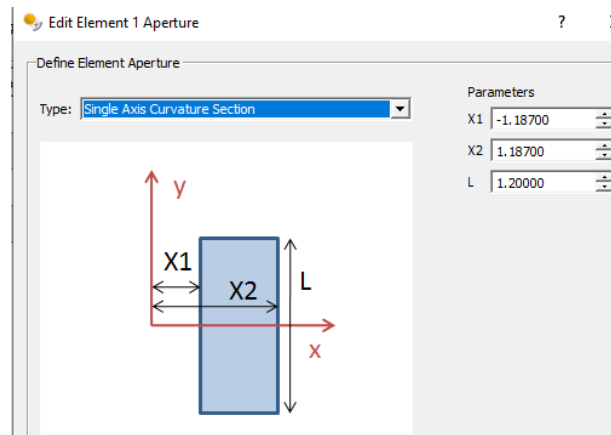 Edit Element 1 Aperture ?
Define Element Aperture
Type: Single Axis Curvature Section
Parameters
X1 -1.18700
X2 1.18700
L 1.20000
y
X1
X2
L
x